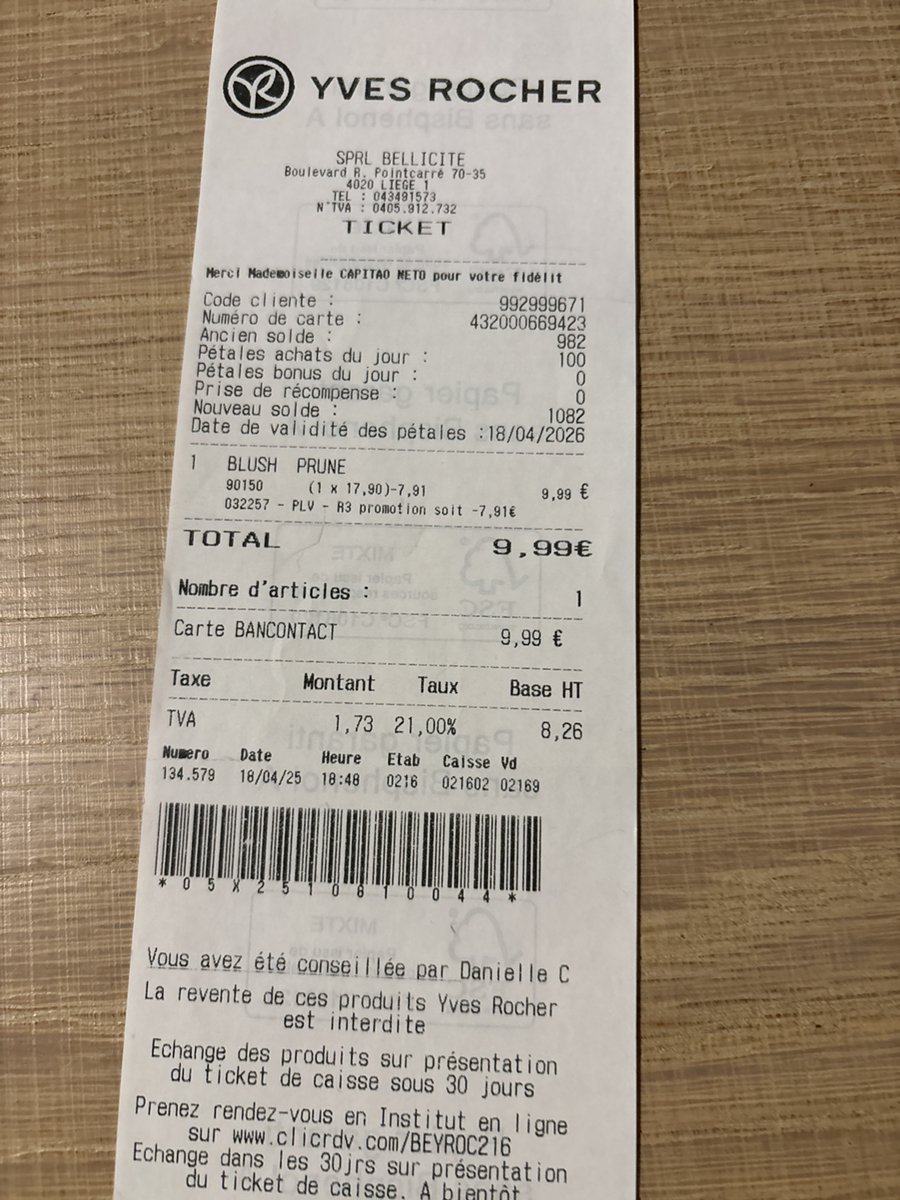 YVES ROCHER
SPRL BELLICITE
Boulevard R. Pointcarré 70-35
4020 LIEGE 1
TEL : 043491573
N°TVA : 0405.912.732
TICKET
Merci Mademoiselle CAPITAO NETO pour votre fidélit
Code cliente : 992999671
Numéro de carte : 432000669423
Ancien solde : 982
Pétales achats du jour : 100
Pétales bonus du jour : 0
Prise de récompense : 0
Nouveau solde : 1082
Date de validité des pétales :18/04/2026
1 BLUSH PRUNE
90150 (1 x 17,90)-7,91 9,99 €
032257 - PLV - R3 promotion soit -7,91€
TOTAL 9,99€
Nombre d'articles : 1
Carte BANCONTACT 9,99 €
Taxe Montant Taux Base HT
TVA 1,73 21,00% 8,26
Numero Date Heure Etab Caisse Vd
134.579 18/04/25 18:48 0216 021602 02169
*05X2510810044*
Vous avez été conseillée par Danielle C
La revente de ces produits Yves Rocher
est interdite
Echange des produits sur présentation
du ticket de caisse sous 30 jours
Prenez rendez-vous en Institut en ligne
sur www.clicrdv.com/BEYROC216
Echange dans les 30jrs sur présentation
du ticket de caisse. A bientôt